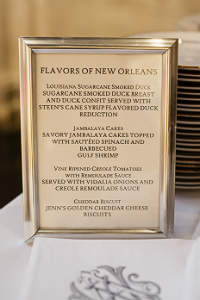 FLAVORS OF NEW ORLEANS
LOUISIANA SUGARCANE SMOKED DUCK
SUGARCANE SMOKED DUCK BREAST
AND DUCK CONFIT SERVED WITH
STEEN'S CANE SYRUP FLAVORED DUCK
REDUCTION
JAMBALAYA CAKES
SAVORY JAMBALAYA CAKES TOPPED
WITH SAUTÉED SPINACH AND
BARBECUED
GULF SHRIMP
VINE RIPENED CREOLE TOMATOES
WITH REMOULADE SAUCE
SERVED WITH VIDALIA ONIONS AND
CREOLE REMOULADE SAUCE
CHEDDAR BISCUIT
JENN'S GOLDEN CHEDDAR CHEESE
BISCUITS